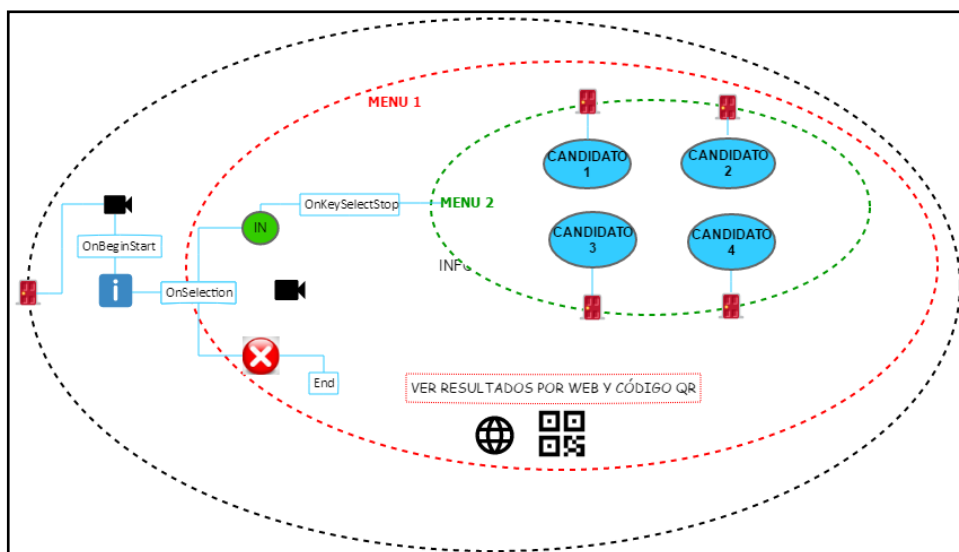 MENU 1
CANDIDATO
1
CANDIDATO
2
OnKeySelectStop
MENU 2
IN
OnBeginStart
CANDIDATO
3
CANDIDATO
4
i
OnSelection
End
VER RESULTADOS POR WEB Y CÓDIGO QR